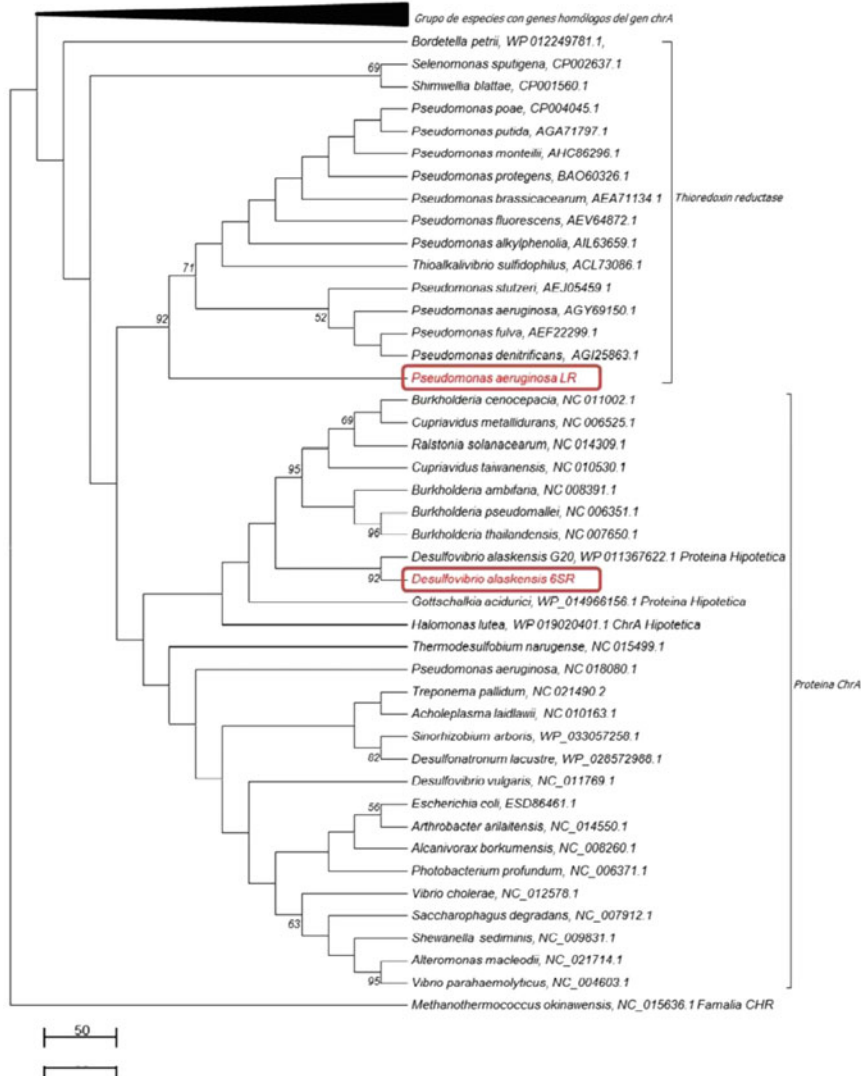 Grupo de especies con genes homólogos del gen chrA
Bordetella petrii, WP 012249781.1,
69
Selenomonas sputigena, CP002637.1
Shimwellia blattae, CP001560.1
Pseudomonas poae, CP004045.1
Pseudomonas putida, AGA71797.1
Pseudomonas monteilii, AHC86296.1
Pseudomonas protegens, BAO60326.1
Pseudomonas brassicacearum, AEA71134.1
Thioredoxin reductase
Pseudomonas fluorescens, AEV64872.1
Pseudomonas alkylphenolia, AIL63659.1
71
Thioalkalivibrio sulfidophilus, ACL73086.1
Pseudomonas stutzeri, AEJ05459.1
52
Pseudomonas aeruginosa, AGY69150.1
92
Pseudomonas fulva, AEF22299.1
Pseudomonas denitrificans, AGI25863.1
Pseudomonas aeruginosa LR
Burkholderia cenocepacia, NC 011002.1
69
Cupriavidus metallidurans, NC 006525.1
Ralstonia solanacearum, NC 014309.1
95
Cupriavidus taiwanensis, NC 010530.1
Burkholderia ambifaria, NC 008391.1
Burkholderia pseudomallei, NC 006351.1
96
Burkholderia thailandensis, NC 007650.1
Desulfovibrio alaskensis G20, WP 011367622.1 Proteina Hipotetica
92
Desulfovibrio alaskensis 6SR
Gottschalkia acidurici, WP_014966156.1 Proteina Hipotetica
Halomonas lutea, WP 019020401.1 ChrA Hipotetica
Thermodesulfobium narugense, NC 015499.1
Pseudomonas aeruginosa, NC 018080.1
Proteina ChrA
Treponema pallidum, NC 021490.2
Acholeplasma laidlawii, NC 010163.1
Sinorhizobium arboris, WP_033057258.1
82
Desulfonatronum lacustre, WP_028572988.1
Desulfovibrio vulgaris, NC_011769.1
56
Escherichia coli, ESD86461.1
Arthrobacter arilaitensis, NC_014550.1
Alcanivorax borkumensis, NC_008260.1
Photobacterium profundum, NC_006371.1
Vibrio cholerae, NC_012578.1
63
Saccharophagus degradans, NC_007912.1
Shewanella sediminis, NC_009831.1
Alteromonas macleodii, NC_021714.1
95
Vibrio parahaemolyticus, NC_004603.1
Methanothermococcus okinawensis, NC_015636.1 Famalia CHR
50